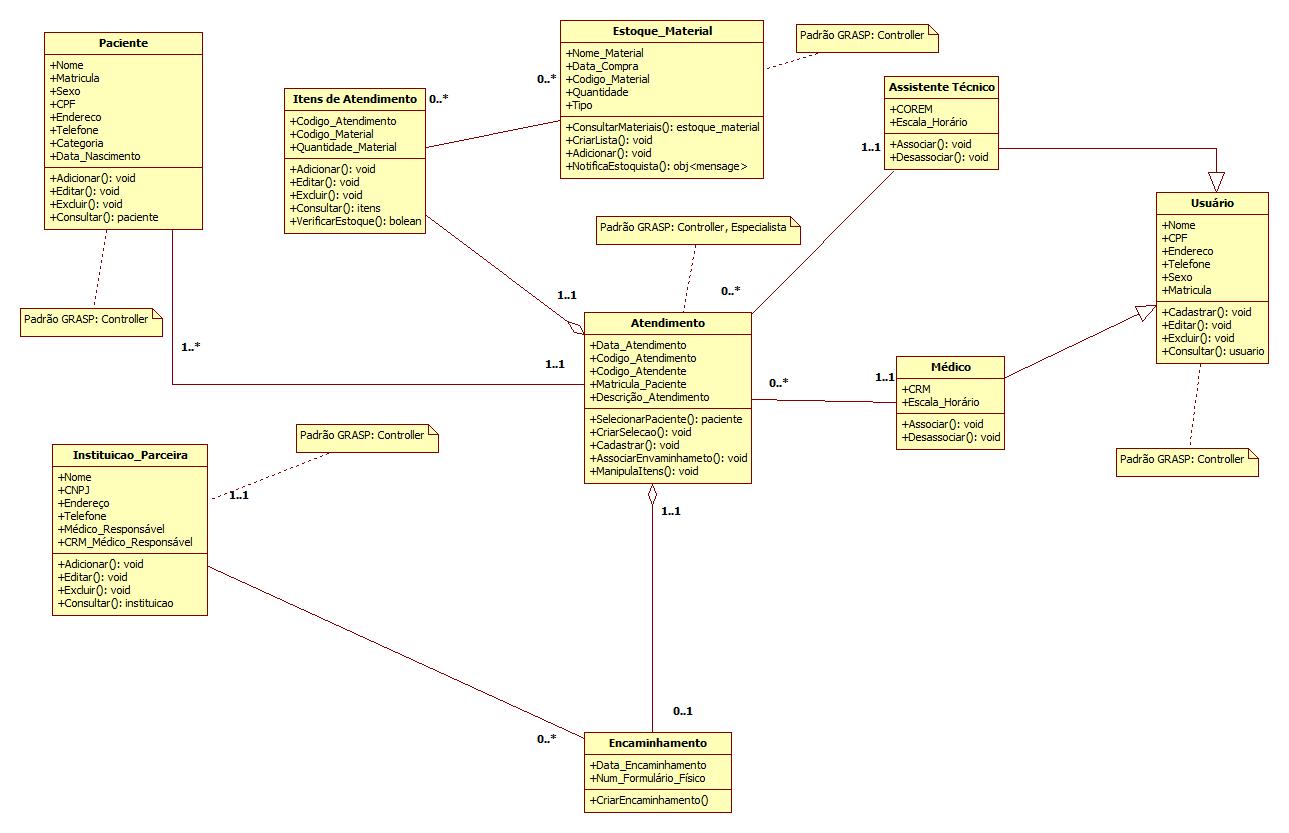 Paciente
+Nome
+Matricula
+Sexo
+CPF
+Endereco
+Telefone
+Categoria
+Data_Nascimento
+Adicionar(): void
+Editar(): void
+Excluir(): void
+Consultar(): paciente
Padrão GRASP: Controller
1..*
Itens de Atendimento
+Codigo_Atendimento
+Codigo_Material
+Quantidade_Material
+Adicionar(): void
+Editar(): void
+Excluir(): void
+Consultar(): itens
+VerificarEstoque(): bolean
0..*
0..*
Estoque_Material
+Nome_Material
+Data_Compra
+Codigo_Material
+Quantidade
+Tipo
+ConsultarMateriais(): estoque_material
+CriarLista(): void
+Adicionar(): void
+NotificaEstoquista(): obj<mensage>
Padrão GRASP: Controller
Assistente Técnico
+COREM
+Escala_Horário
+Associar(): void
+Desassociar(): void
1..1
Usuário
+Nome
+CPF
+Endereco
+Telefone
+Sexo
+Matricula
+Cadastrar(): void
+Editar(): void
+Excluir(): void
+Consultar(): usuario
Padrão GRASP: Controller
Padrão GRASP: Controller, Especialista
0..*
1..1
1..1
Atendimento
+Data_Atendimento
+Codigo_Atendimento
+Codigo_Atendente
+Matricula_Paciente
+Descrição_Atendimento
+SelecionarPaciente(): paciente
+CriarSelecao(): void
+Cadastrar(): void
+AssociarEnvaminhameto(): void
+ManipulaItens(): void
0..*
1..1
Médico
+CRM
+Escala_Horário
+Associar(): void
+Desassociar(): void
Padrão GRASP: Controller
Instituicao_Parceira
+Nome
+CNPJ
+Endereço
+Telefone
+Médico_Responsável
+CRM_Médico_Responsável
+Adicionar(): void
+Editar(): void
+Excluir(): void
+Consultar(): instituicao
1..1
1..1
0..1
0..*
Encaminhamento
+Data_Encaminhamento
+Num_Formulário_Físico
+CriarEncaminhamento()